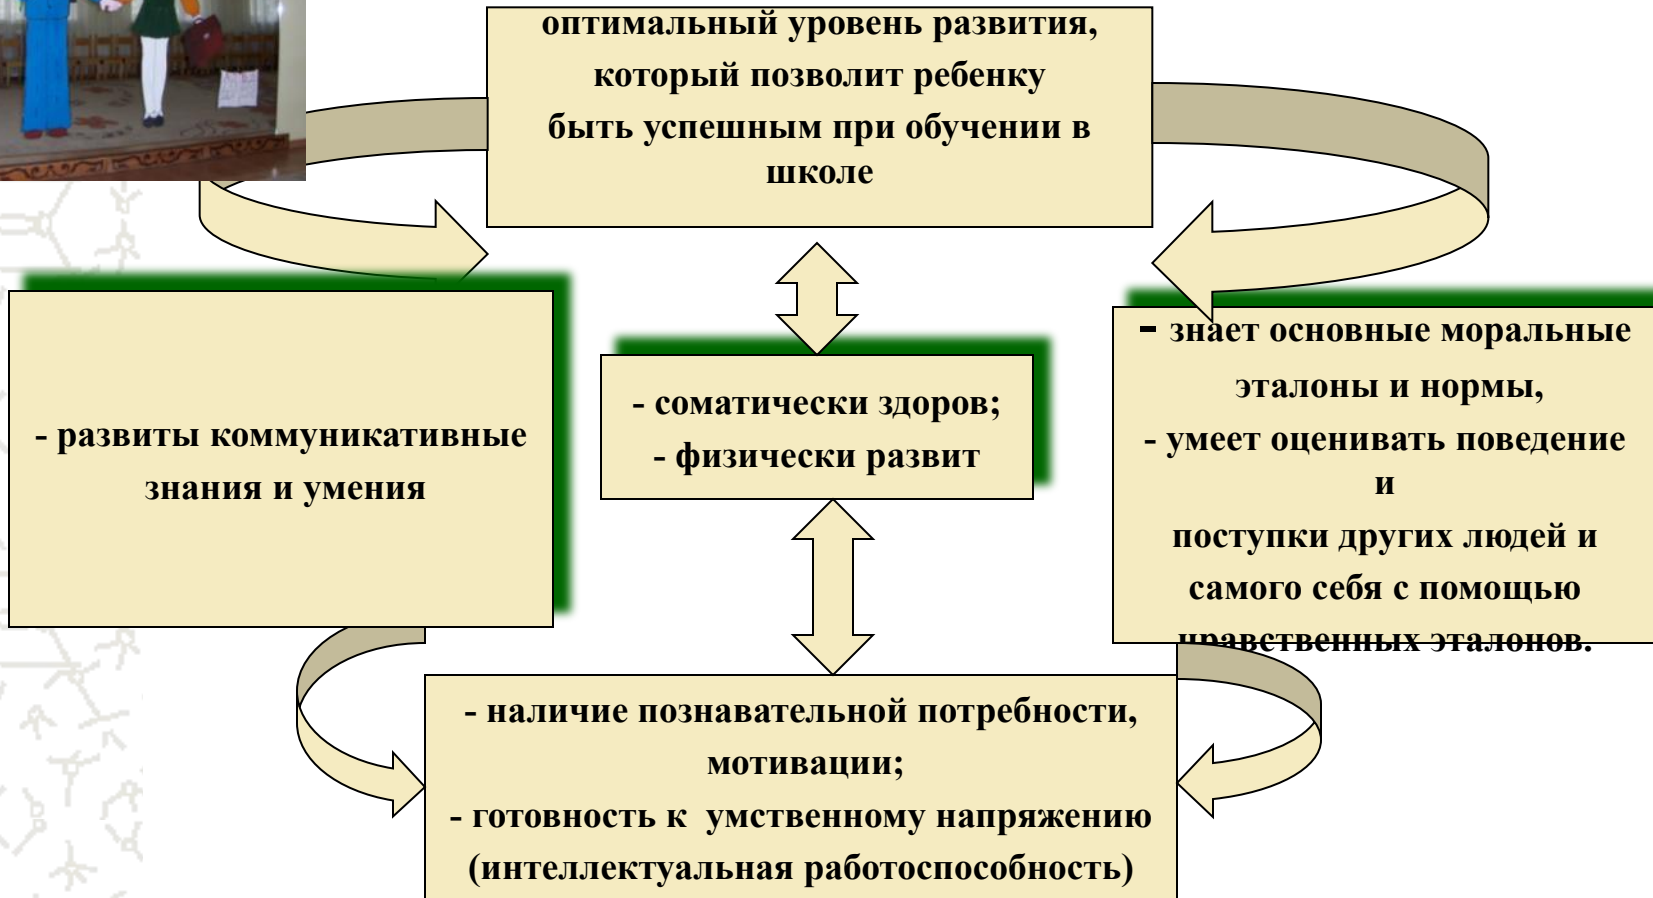 оптимальный уровень развития,
который позволит ребенку
быть успешным при обучении в
школе
- развиты коммуникативные
знания и умения
- соматически здоров;
- физически развит
- знает основные моральные
эталоны и нормы,
- умеет оценивать поведение
и
поступки других людей и
самого себя с помощью
нравственных эталонов.
- наличие познавательной потребности,
мотивации;
- готовность к умственному напряжению
(интеллектуальная работоспособность)